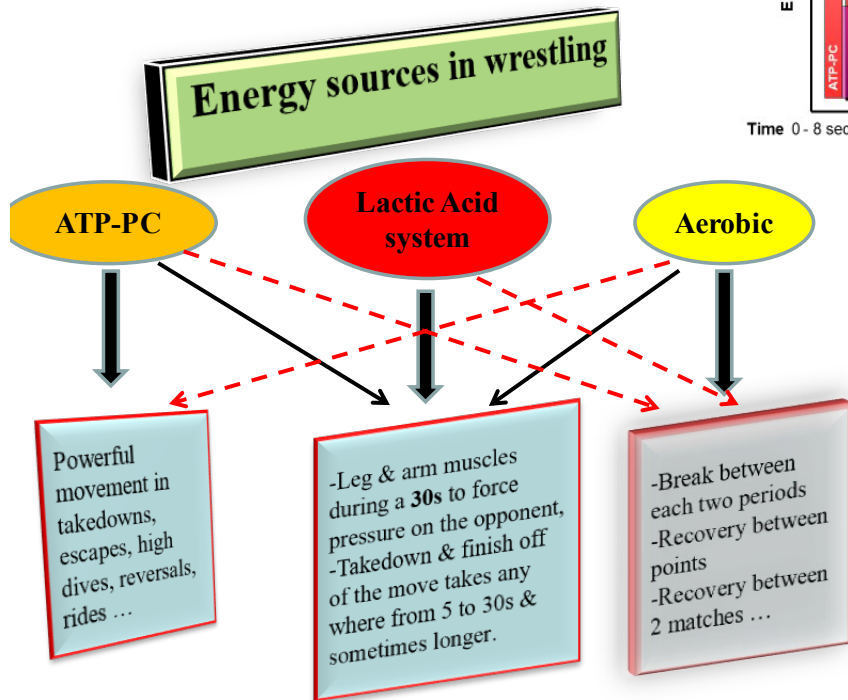 Energy sources in wrestling
E
ATP-PC
Time 0 - 8 sec
ATP-PC
Lactic Acid
system
Aerobic
Powerful
movement in
takedowns,
escapes, high
dives, reversals,
rides …
-Leg & arm muscles
during a 30s to force
pressure on the opponent,
-Takedown & finish off
of the move takes any
where from 5 to 30s &
sometimes longer.
-Break between
each two periods
-Recovery between
points
-Recovery between
2 matches …